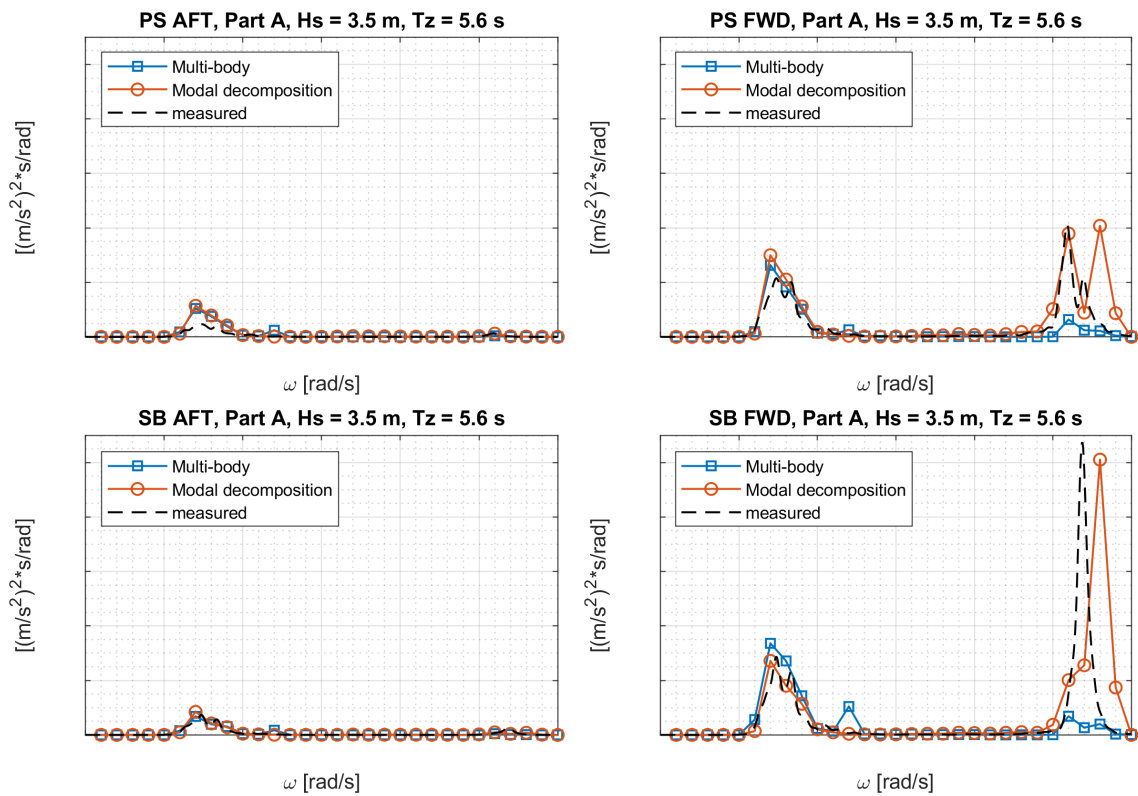 PS AFT, Part A, Hs = 3.5 m, Tz = 5.6 s
Multi-body
Modal decomposition
measured
[(m/s²)²*s/rad]
ω [rad/s]
PS FWD, Part A, Hs = 3.5 m, Tz = 5.6 s
Multi-body
Modal decomposition
measured
[(m/s²)²*s/rad]
ω [rad/s]
SB AFT, Part A, Hs = 3.5 m, Tz = 5.6 s
Multi-body
Modal decomposition
measured
[(m/s²)²*s/rad]
ω [rad/s]
SB FWD, Part A, Hs = 3.5 m, Tz = 5.6 s
Multi-body
Modal decomposition
measured
[(m/s²)²*s/rad]
ω [rad/s]